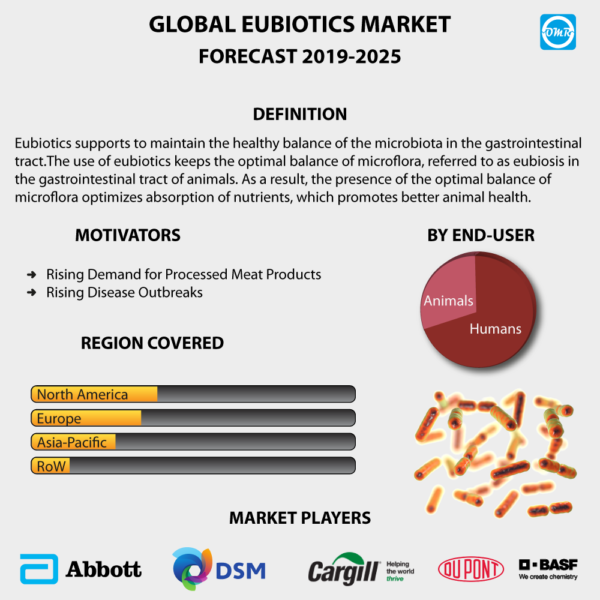 GLOBAL EUBIOTICS MARKET
FORECAST 2019-2025
DMR
DEFINITION
Eubiotics supports to maintain the healthy balance of the microbiota in the gastrointestinal
tract.The use of eubiotics keeps the optimal balance of microflora, referred to as eubiosis in
the gastrointestinal tract of animals. As a result, the presence of the optimal balance of
microflora optimizes absorption of nutrients, which promotes better animal health.
MOTIVATORS
➔ Rising Demand for Processed Meat Products
➔ Rising Disease Outbreaks
BY END-USER
Animals
Humans
REGION COVERED
North America
Europe
Asia-Pacific
RoW
MARKET PLAYERS
Abbott
DSM
Cargill
Helping
the world
thrive
DU PONT
BASF
We create chemistry